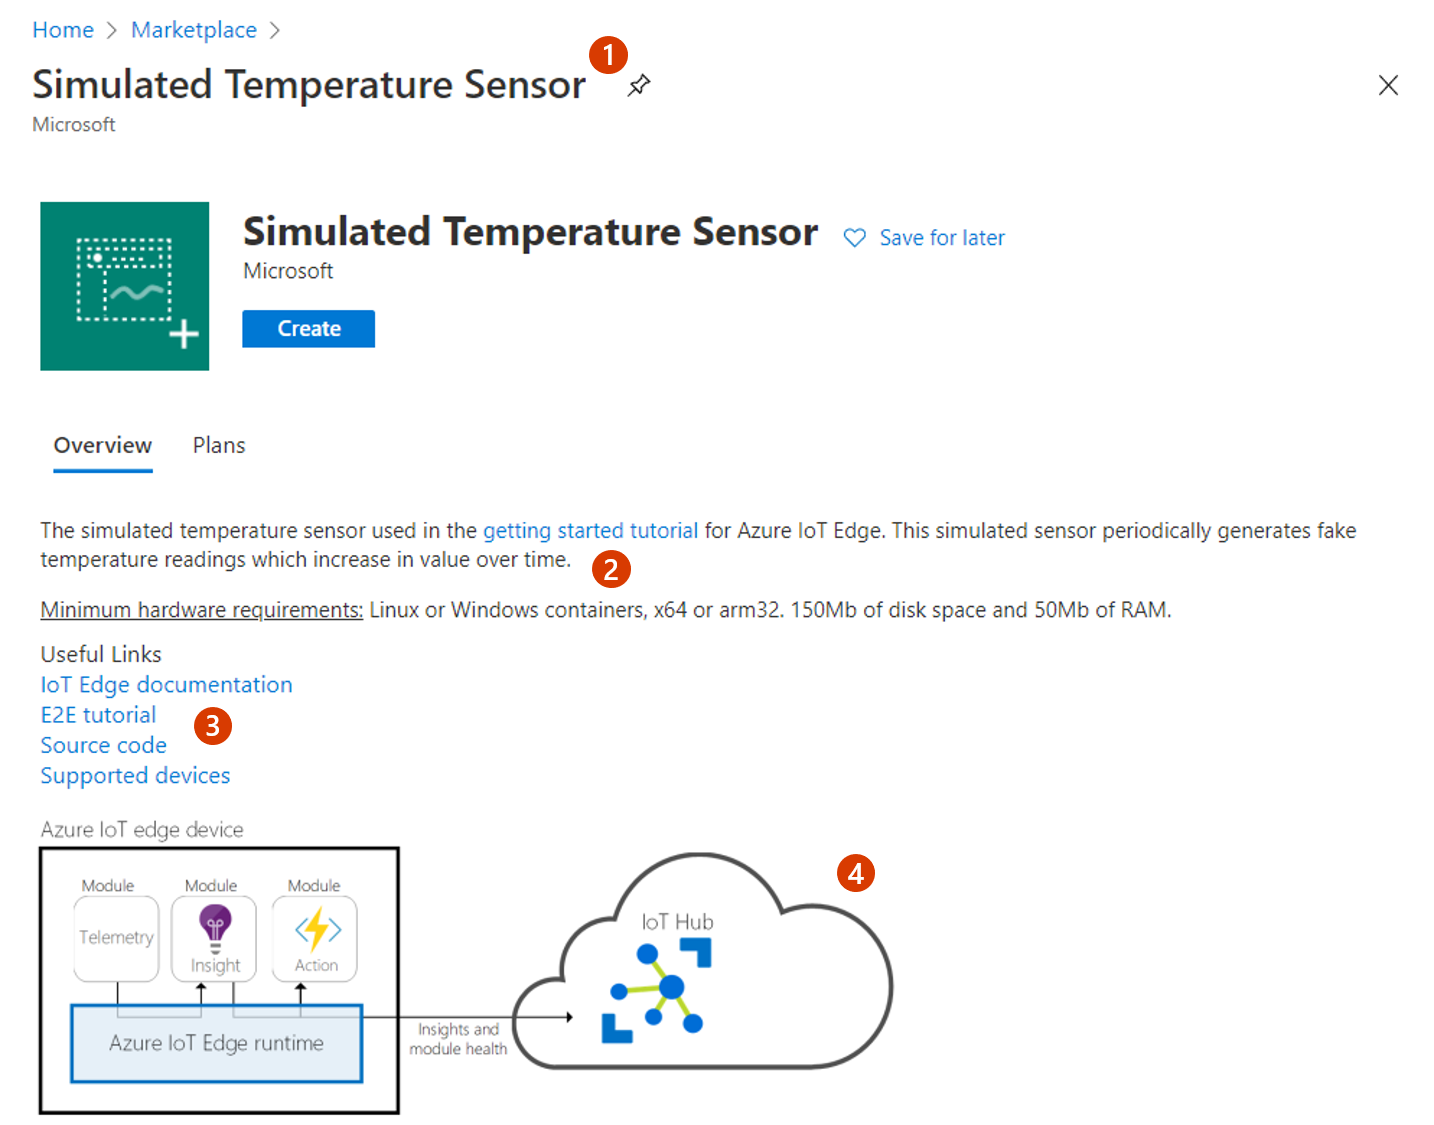 Home > Marketplace >
1
Simulated Temperature Sensor
Microsoft
Simulated Temperature Sensor
Save for later
Microsoft
Create
Overview Plans
The simulated temperature sensor used in the getting started tutorial for Azure IoT Edge. This simulated sensor periodically generates fake
temperature readings which increase in value over time.
2
Minimum hardware requirements: Linux or Windows containers, x64 or arm32. 150Mb of disk space and 50Mb of RAM.
Useful Links
IoT Edge documentation
E2E tutorial
3
Source code
Supported devices
Azure IoT edge device
4
Module Module Module
Telemetry
Insight
Action
Azure IoT Edge runtime
Insights and
module health
IoT Hub